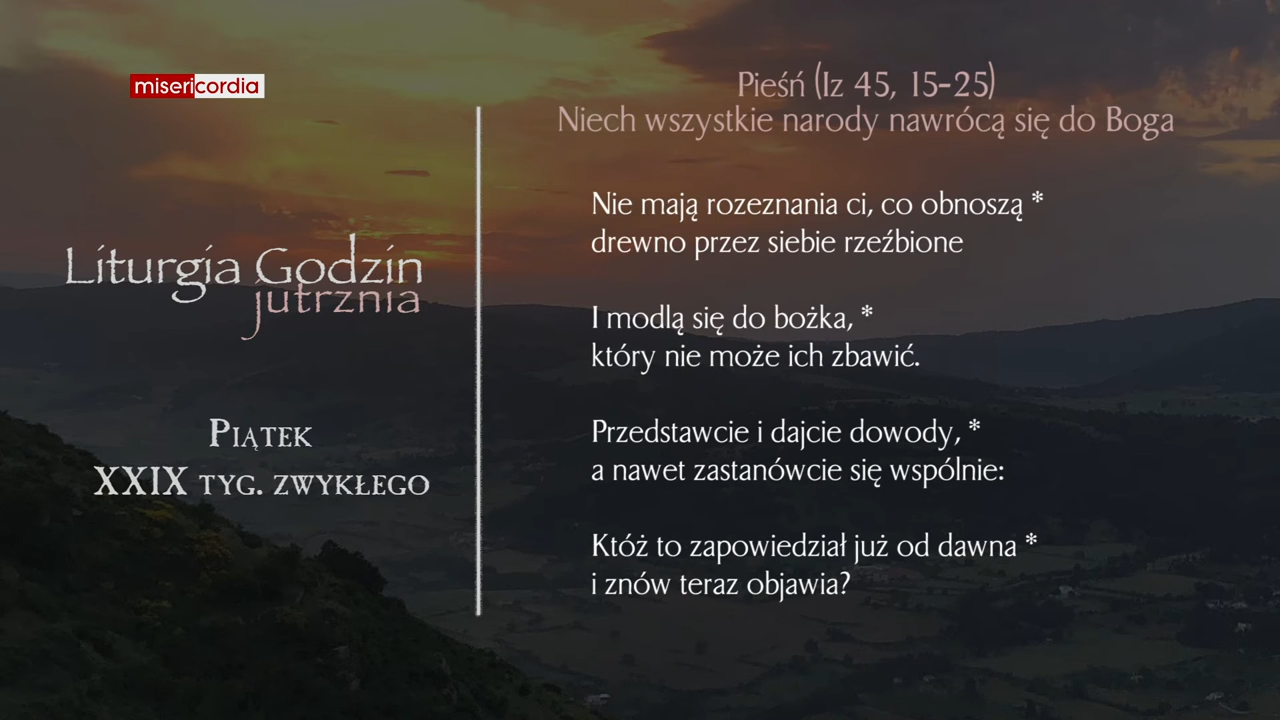 misericordia
Liturgia Godzin
jutrznia
Piątek
XXIX tyg. zwykłego
Pieśń (Iz 45, 15-25)
Niech wszystkie narody nawrócą się do Boga
Nie mają rozeznania ci, co obnoszą *
drewno przez siebie rzeźbione
I modlą się do bożka, *
który nie może ich zbawić.
Przedstawcie i dajcie dowody, *
a nawet zastanówcie się wspólnie:
Któż to zapowiedział już od dawna *
i znów teraz objawia?